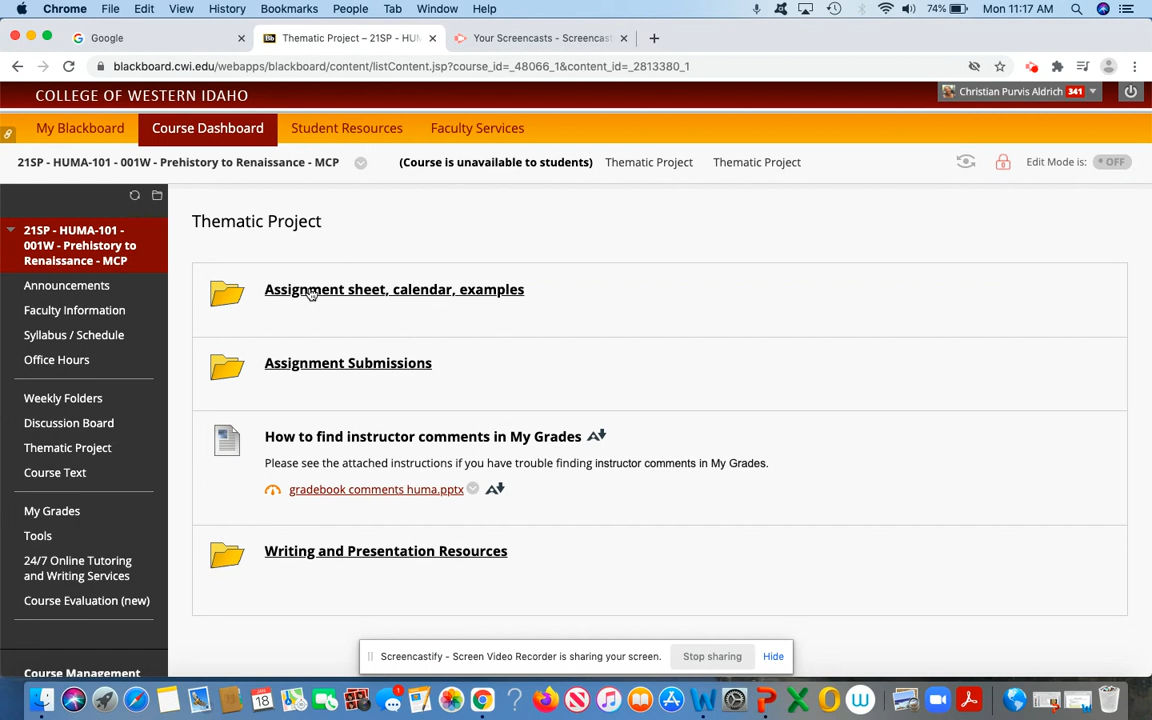 Chrome File Edit View History Bookmarks People Tab Window Help 74% Mon 11:17 AM
Google Thematic Project – 21SP - HU Your Screencasts - Screencast
blackboard.cwi.edu/webapps/blackboard/content/listContent.jsp?course_id=_48066_1&content_id=_2813380_1
COLLEGE OF WESTERN IDAHO Christian Purvis Aldrich 341
My Blackboard Course Dashboard Student Resources Faculty Services
21SP - HUMA-101 - 001W - Prehistory to Renaissance - MCP (Course is unavailable to students) Thematic Project Thematic Project Edit Mode is: OFF
21SP - HUMA-101 -
001W - Prehistory to
Renaissance - MCP
Announcements
Faculty Information
Syllabus / Schedule
Office Hours
Weekly Folders
Discussion Board
Thematic Project
Course Text
My Grades
Tools
24/7 Online Tutoring
and Writing Services
Course Evaluation (new)
Course Management
Thematic Project
Assignment sheet, calendar, examples
Assignment Submissions
How to find instructor comments in My Grades
Please see the attached instructions if you have trouble finding instructor comments in My Grades.
gradebook comments huma.pptx
Writing and Presentation Resources
Screencastify - Screen Video Recorder is sharing your screen. Stop sharing Hide